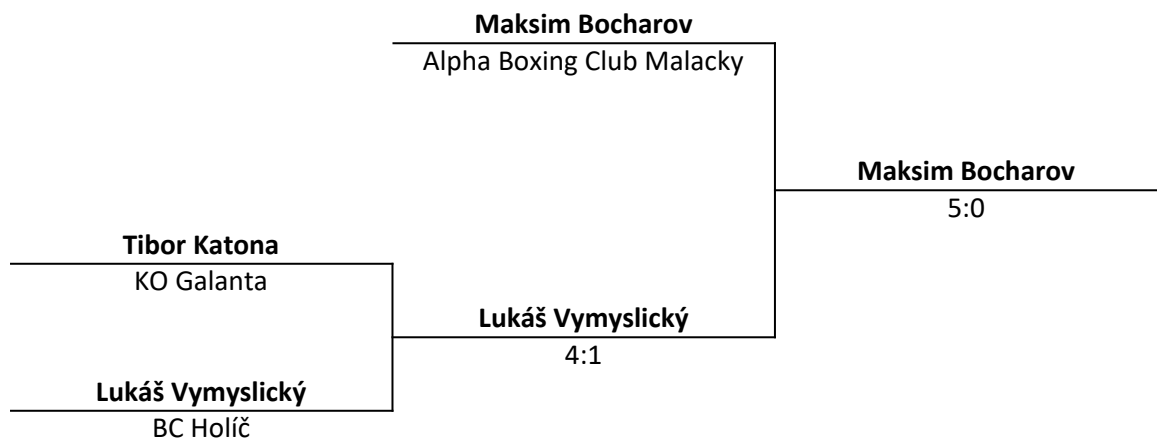 Maksim Bocharov
Alpha Boxing Club Malacky
Maksim Bocharov
5:0
Tibor Katona
KO Galanta
Lukáš Vymyslický
4:1
Lukáš Vymyslický
BC Holíč